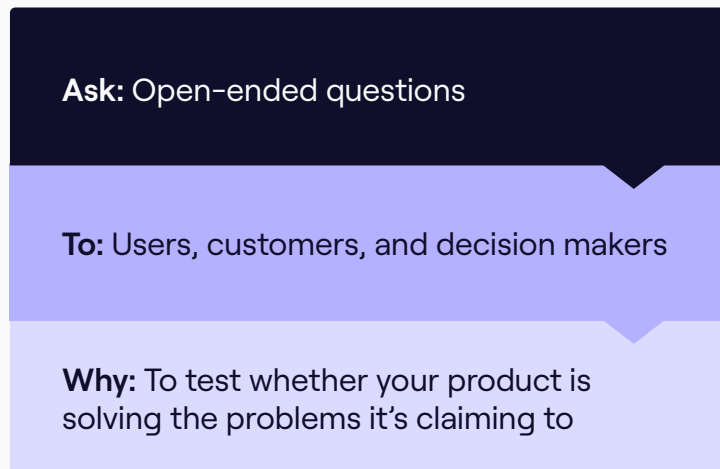 Ask: Open-ended questions
To: Users, customers, and decision makers
Why: To test whether your product is
solving the problems it’s claiming to